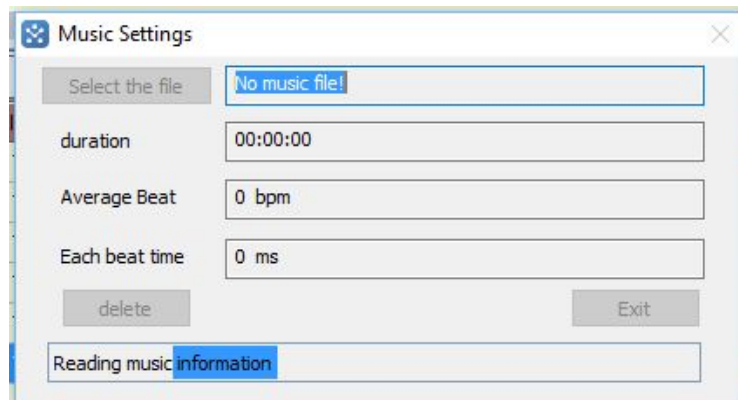 Music Settings
Select the file
No music file!
duration
00:00:00
Average Beat
0 bpm
Each beat time
0 ms
delete
Exit
Reading music information